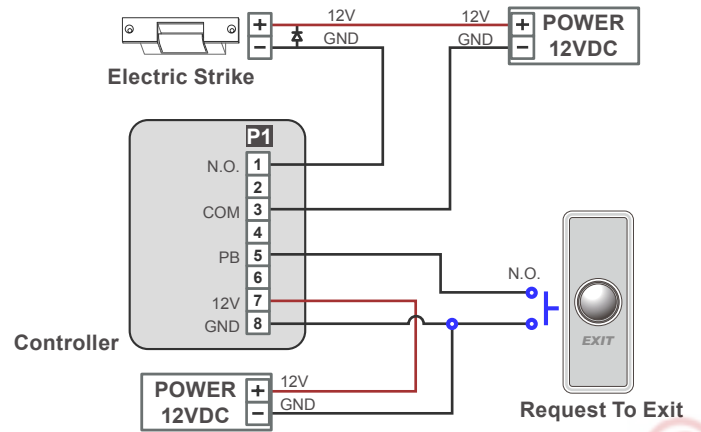 12V 12V
+ + POWER
− GND GND − 12VDC
Electric Strike
P1
N.O. 1
2
COM 3
4
PB 5
6
12V 7
GND 8
N.O.
EXIT
Controller
Request To Exit
POWER + 12V
12VDC − GND